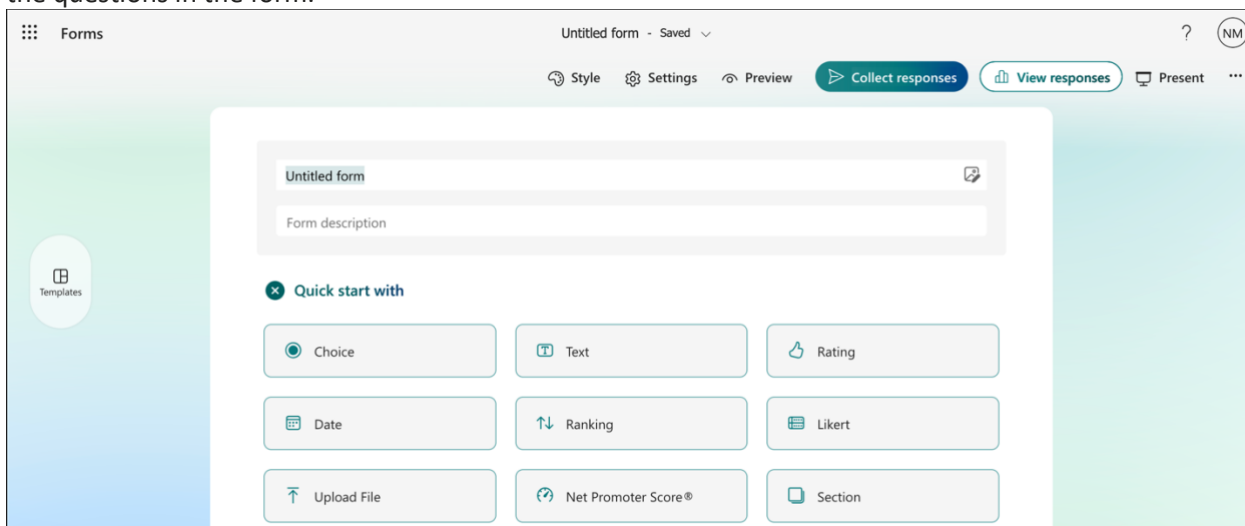 the questions in the form.
Forms
Untitled form - Saved
? NM
Style Settings Preview Collect responses View responses Present ...
Untitled form
Form description
Templates
Quick start with
Choice Text Rating
Date Ranking Likert
Upload File Net Promoter Score® Section